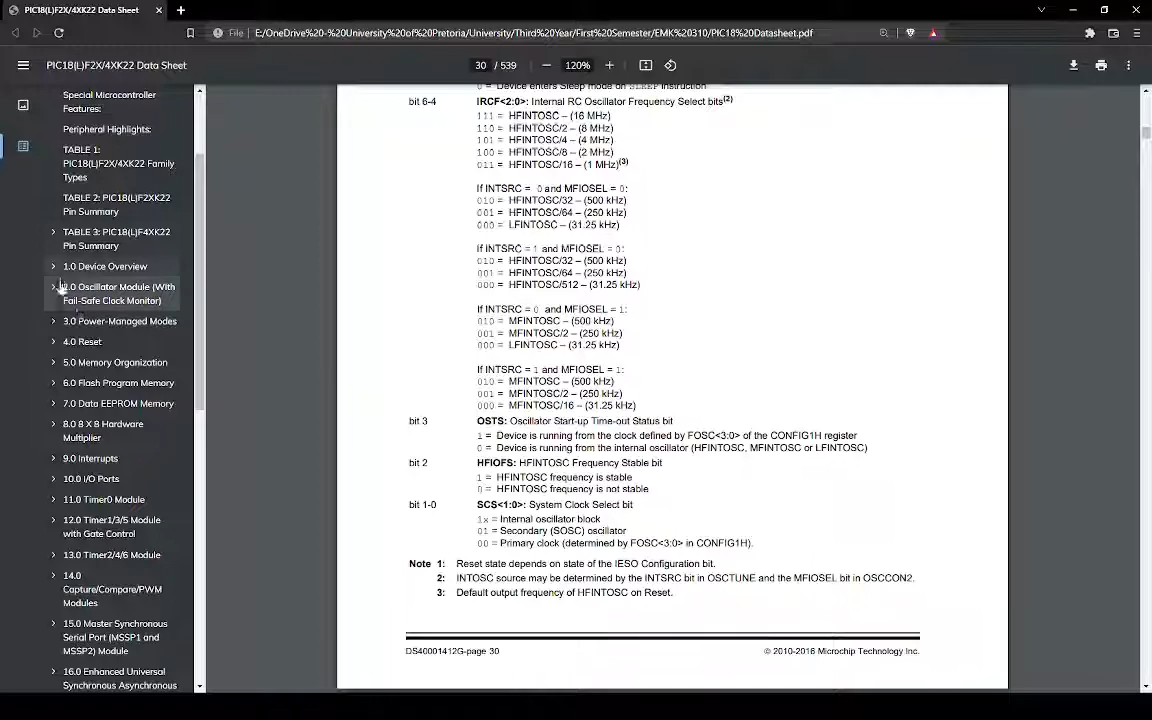 PIC18(L)F2X/4XK22 Data Sheet
File
E:/OneDrive%20-%20University%20of%20Pretoria/University/Third%20Year/First%20Semester/EMK%20310/PIC18%20Datasheet.pdf
PIC18(L)F2X/4XK22 Data Sheet
30 / 539
120%
Special Microcontroller
Features:
Peripheral Highlights:
TABLE 1:
PIC18(L)F2X/4XK22 Family
Types
TABLE 2: PIC18(L)F2XK22
Pin Summary
TABLE 3: PIC18(L)F4XK22
Pin Summary
1.0 Device Overview
2.0 Oscillator Module (With
Fail-Safe Clock Monitor)
3.0 Power-Managed Modes
4.0 Reset
5.0 Memory Organization
6.0 Flash Program Memory
7.0 Data EEPROM Memory
8.0 8 X 8 Hardware
Multiplier
9.0 Interrupts
10.0 I/O Ports
11.0 Timer0 Module
12.0 Timer1/3/5 Module
with Gate Control
13.0 Timer2/4/6 Module
14.0
Capture/Compare/PWM
Modules
15.0 Master Synchronous
Serial Port (MSSP1 and
MSSP2) Module
16.0 Enhanced Universal
Synchronous Asynchronous
0 = Device enters Sleep mode on SLEEP instruction
bit 6-4 IRCF<2:0>: Internal RC Oscillator Frequency Select bits(2)
111 = HFINTOSC – (16 MHz)
110 = HFINTOSC/2 – (8 MHz)
101 = HFINTOSC/4 – (4 MHz)
100 = HFINTOSC/8 – (2 MHz)
011 = HFINTOSC/16 – (1 MHz)(3)
If INTSRC = 0 and MFIOSEL = 0:
010 = HFINTOSC/32 – (500 kHz)
001 = HFINTOSC/64 – (250 kHz)
000 = LFINTOSC – (31.25 kHz)
If INTSRC = 1 and MFIOSEL = 0:
010 = HFINTOSC/32 – (500 kHz)
001 = HFINTOSC/64 – (250 kHz)
000 = HFINTOSC/512 – (31.25 kHz)
If INTSRC = 0 and MFIOSEL = 1:
010 = MFINTOSC – (500 kHz)
001 = MFINTOSC/2 – (250 kHz)
000 = LFINTOSC – (31.25 kHz)
If INTSRC = 1 and MFIOSEL = 1:
010 = MFINTOSC – (500 kHz)
001 = MFINTOSC/2 – (250 kHz)
000 = MFINTOSC/16 – (31.25 kHz)
bit 3 OSTS: Oscillator Start-up Time-out Status bit
1 = Device is running from the clock defined by FOSC<3:0> of the CONFIG1H register
0 = Device is running from the internal oscillator (HFINTOSC, MFINTOSC or LFINTOSC)
bit 2 HFIOFS: HFINTOSC Frequency Stable bit
1 = HFINTOSC frequency is stable
0 = HFINTOSC frequency is not stable
bit 1-0 SCS<1:0>: System Clock Select bit
1x = Internal oscillator block
01 = Secondary (SOSC) oscillator
00 = Primary clock (determined by FOSC<3:0> in CONFIG1H).
Note 1: Reset state depends on state of the IESO Configuration bit.
2: INTOSC source may be determined by the INTSRC bit in OSCTUNE and the MFIOSEL bit in OSCCON2.
3: Default output frequency of HFINTOSC on Reset.
DS40001412G-page 30
© 2010-2016 Microchip Technology Inc.